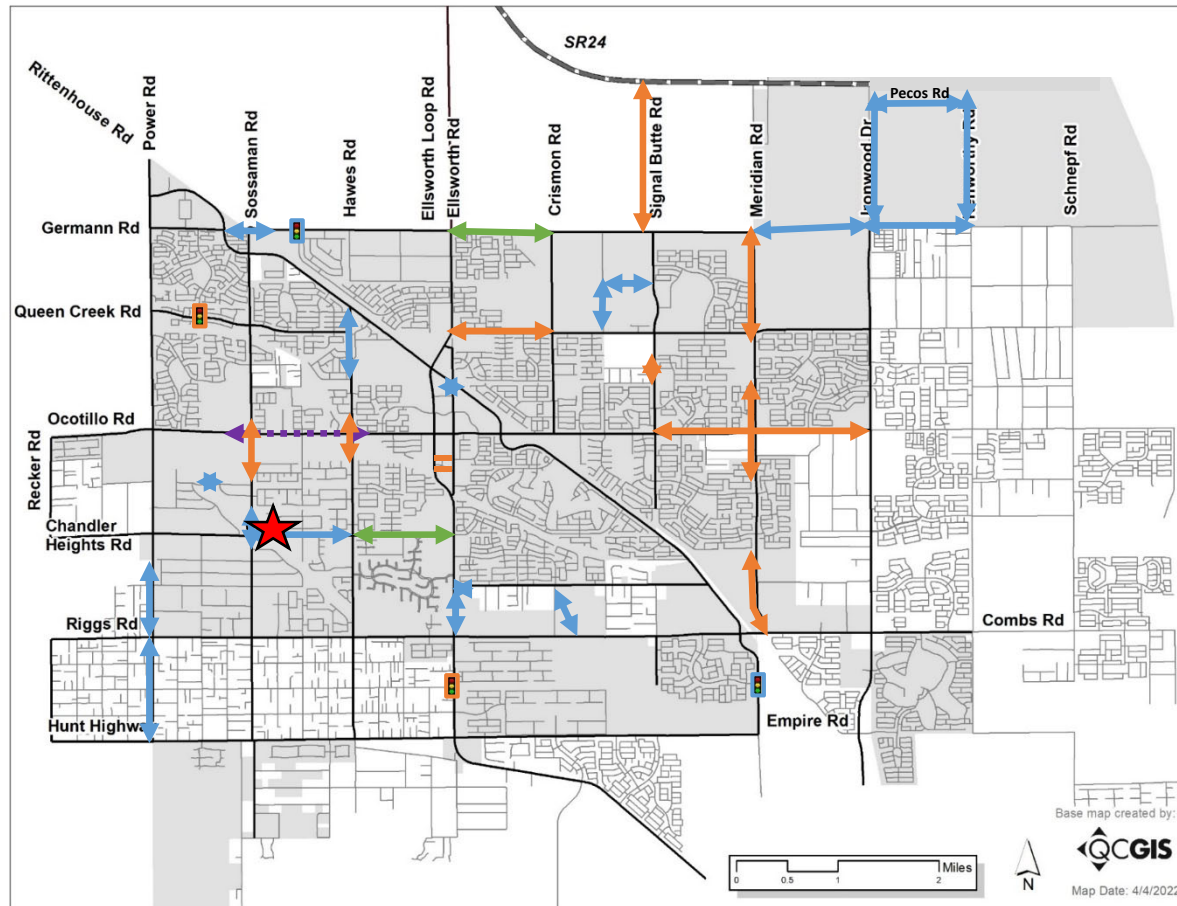 SR24
Rittenhouse Rd
Power Rd
Sossaman Rd
Hawes Rd
Ellsworth Loop Rd
Ellsworth Rd
Crismon Rd
Signal Butte Rd
Meridian Rd
Ironwood Dr
Pecos Rd
Kenworthy Rd
Schnepf Rd
Germann Rd
Queen Creek Rd
Ocotillo Rd
Recker Rd
Chandler
Heights Rd
Riggs Rd
Combs Rd
Hunt Highw
Empire Rd
Base map created by:
QCGIS
Miles
0 0.5 1 2
N
Map Date: 4/4/2022